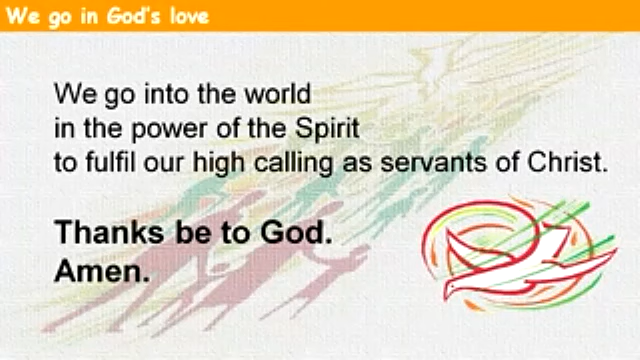 We go in God's love
We go into the world
in the power of the Spirit
to fulfil our high calling as servants of Christ.
Thanks be to God.
Amen.